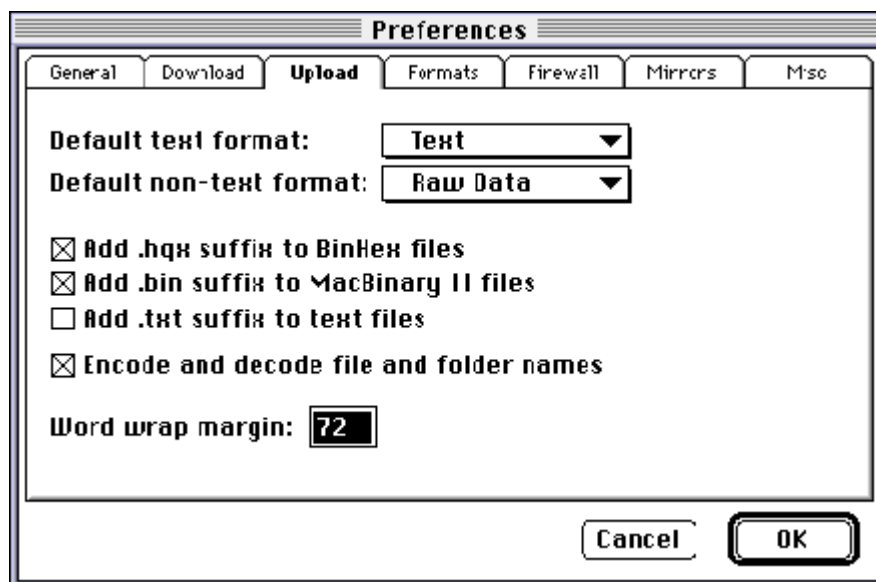 Preferences
General Download Upload Formats Firewall Mirrors Misc
Default text format: Text
Default non-text format: Raw Data
Add .hqx suffix to BinHex files
Add .bin suffix to MacBinary II files
Add .txt suffix to text files
Encode and decode file and folder names
Word wrap margin: 72
Cancel OK